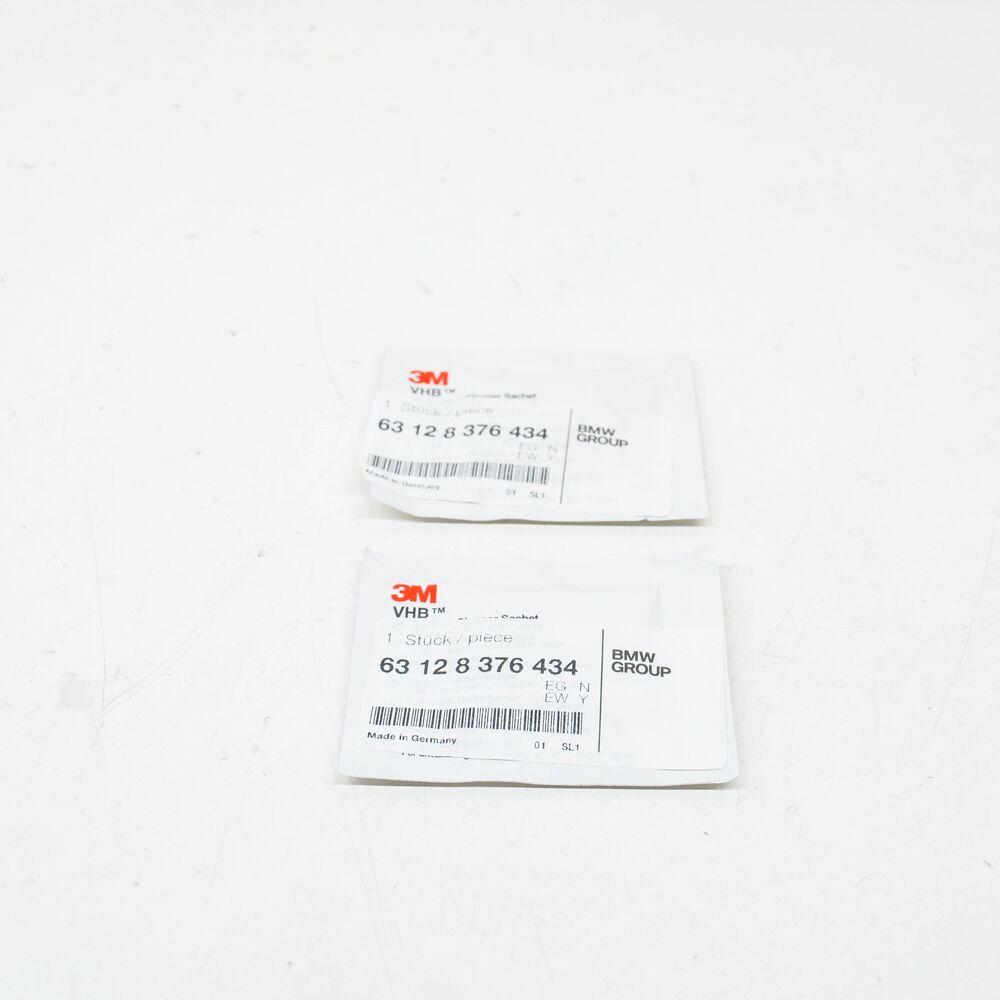 3M
VHB™ Sachet
1 Stück / piece
63 12 8 376 434
EG N
EW Y
Made in Germany 01 SL1
BMW
GROUP
3M
VHB™ Sachet
1 Stück / piece
63 12 8 376 434
EG N
EW Y
Made in Germany 01 SL1
BMW
GROUP